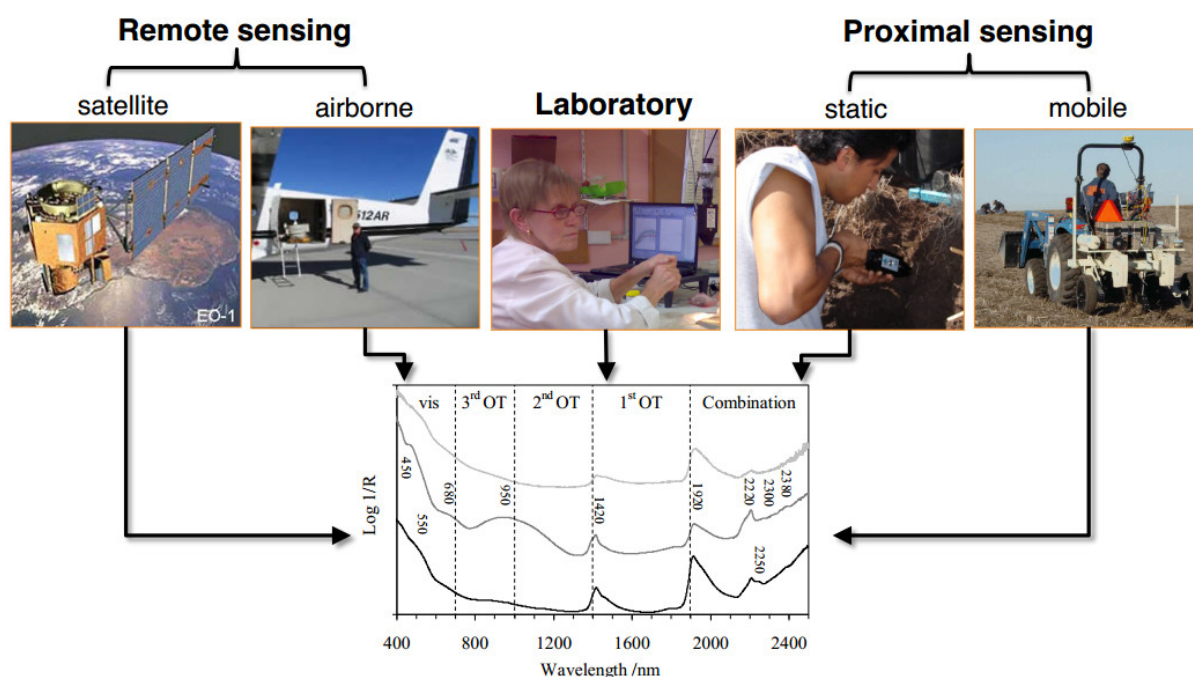 Remote sensing
Proximal sensing
satellite
airborne
Laboratory
static
mobile
EO-1
512AR
vis
3rd OT
2nd OT
1st OT
Combination
450
550
680
950
1420
1920
2220
2300
2380
2250
Log 1/R
400 800 1200 1600 2000 2400
Wavelength /nm